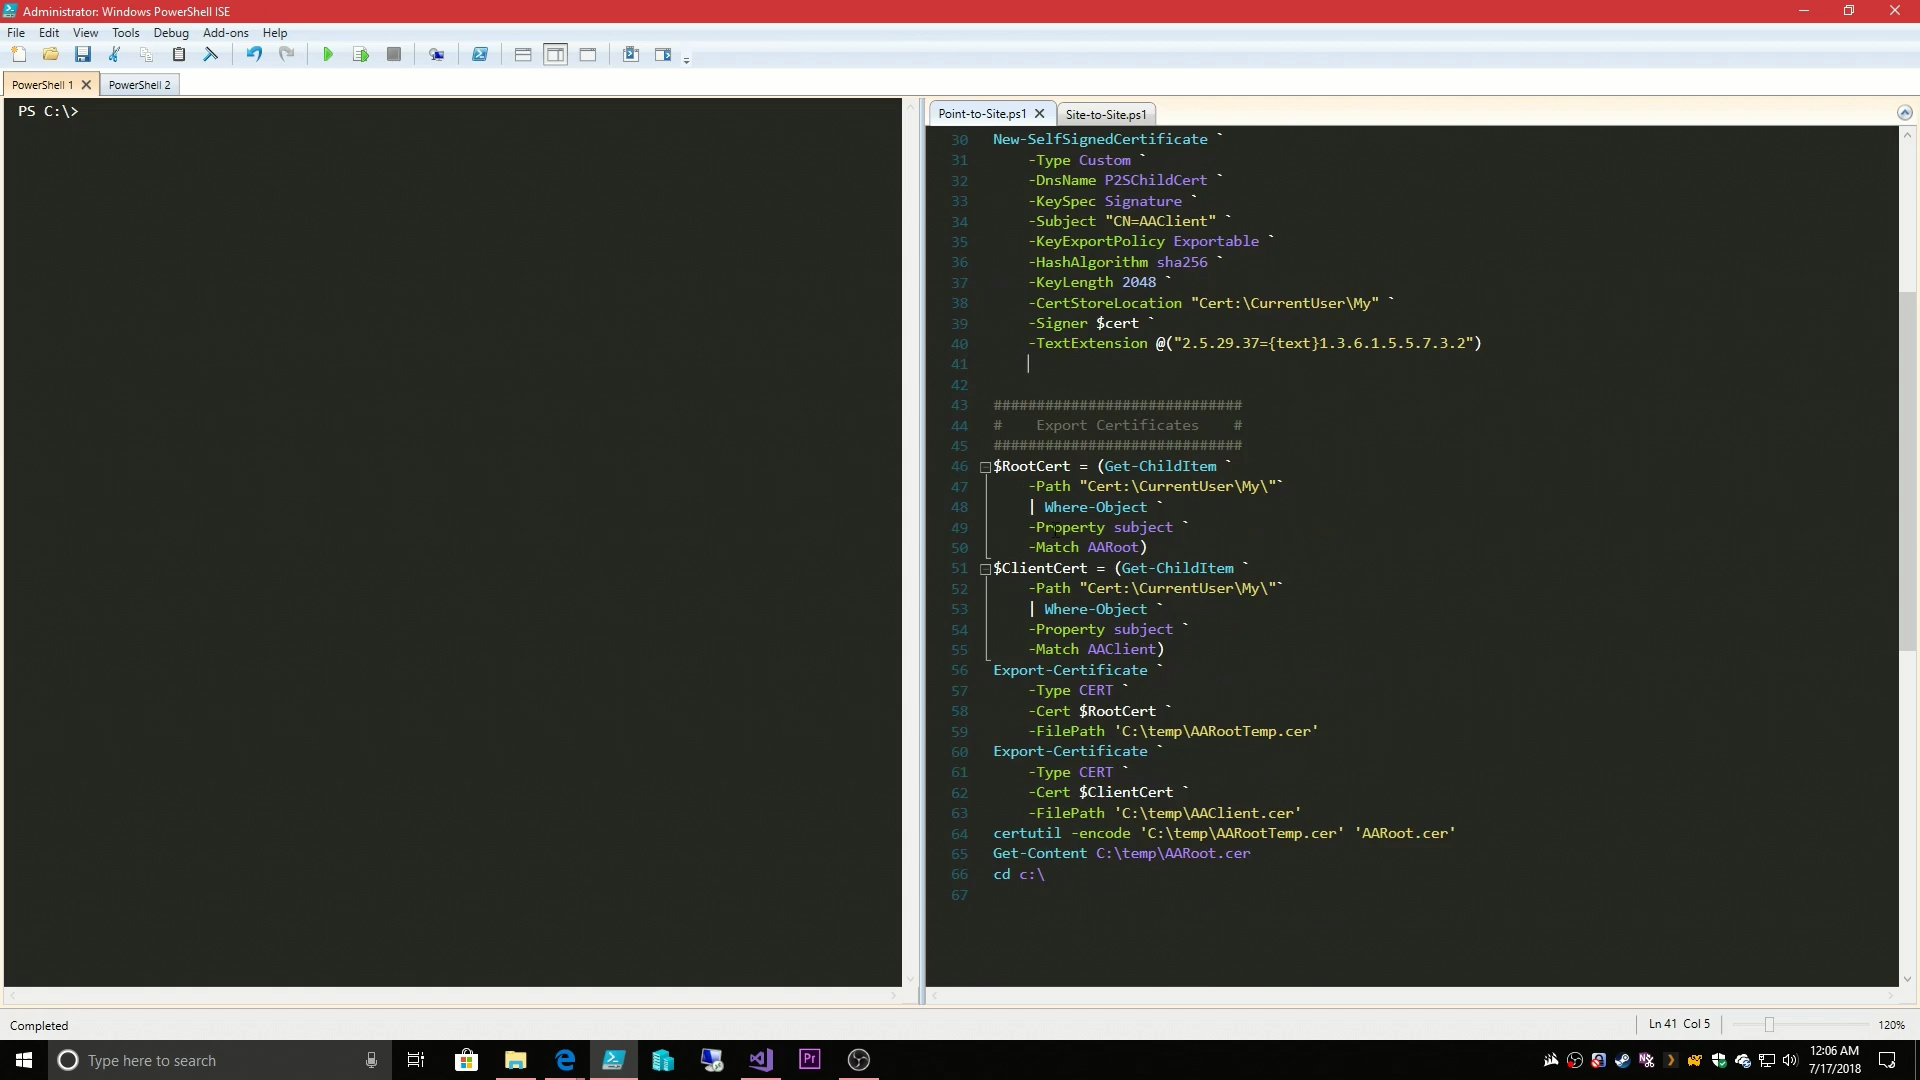 Administrator: Windows PowerShell ISE
File Edit View Tools Debug Add-ons Help
PowerShell 1 PowerShell 2
PS C:\>
Point-to-Site.ps1 Site-to-Site.ps1
30 New-SelfSignedCertificate `
31 -Type Custom `
32 -DnsName P2SChildCert `
33 -KeySpec Signature `
34 -Subject "CN=AAClient" `
35 -KeyExportPolicy Exportable `
36 -HashAlgorithm sha256 `
37 -KeyLength 2048 `
38 -CertStoreLocation "Cert:\CurrentUser\My" `
39 -Signer $cert `
40 -TextExtension @("2.5.29.37={text}1.3.6.1.5.5.7.3.2")
41
42
43 #############################
44 # Export Certificates #
45 #############################
46 $RootCert = (Get-ChildItem `
47 -Path "Cert:\CurrentUser\My\"`
48 | Where-Object `
49 -Property subject `
50 -Match AARoot)
51 $ClientCert = (Get-ChildItem `
52 -Path "Cert:\CurrentUser\My\"`
53 | Where-Object `
54 -Property subject `
55 -Match AAClient)
56 Export-Certificate `
57 -Type CERT `
58 -Cert $RootCert `
59 -FilePath 'C:\temp\AARootTemp.cer'
60 Export-Certificate `
61 -Type CERT `
62 -Cert $ClientCert `
63 -FilePath 'C:\temp\AAClient.cer'
64 certutil -encode 'C:\temp\AARootTemp.cer' 'AARoot.cer'
65 Get-Content C:\temp\AARoot.cer
66 cd c:\
67
Completed
Ln 41 Col 5
120%
Type here to search
Pr
12:06 AM
7/17/2018